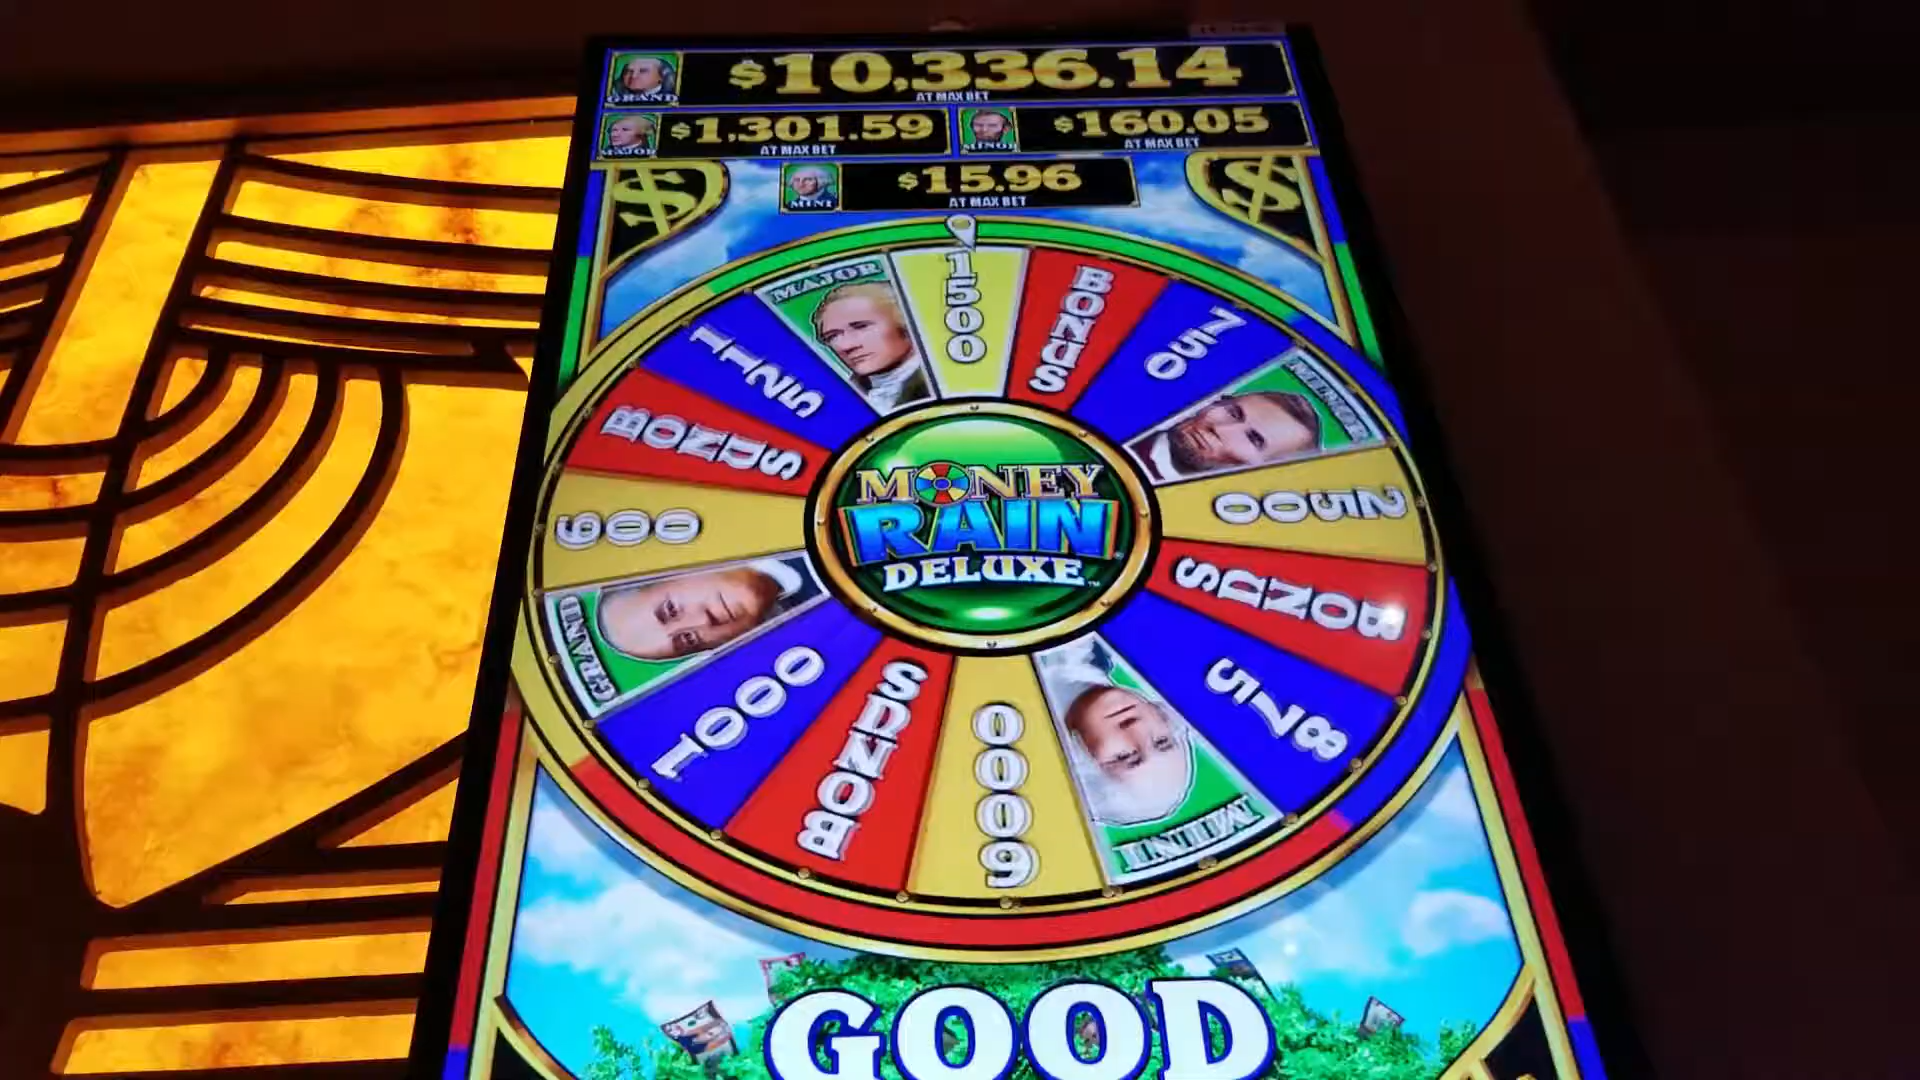 $10,336.14
GRAND
AT MAX BET
$1,301.59
MAJOR
AT MAX BET
$160.05
MINOR
AT MAX BET
$15.96
MINI
AT MAX BET
1500
BONUS
750
MINOR
2500
BONUS
875
MINI
6000
BONUS
1000
GRAND
600
BONUS
1125
MAJOR
MONEY
RAIN
DELUXE™
GOOD